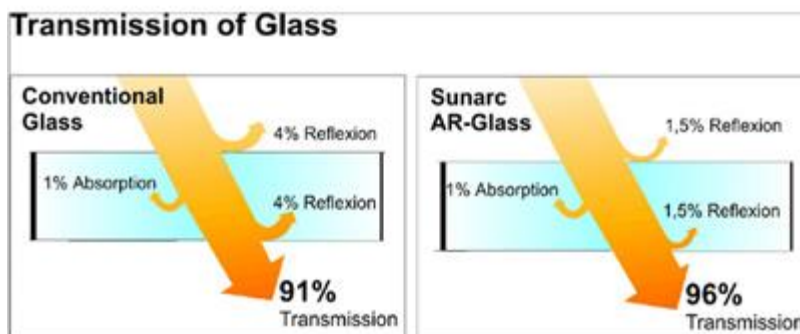 Transmission of Glass
Conventional
Glass
4% Reflexion
1% Absorption
4% Reflexion
91%
Transmission
Sunarc
AR-Glass
1,5% Reflexion
1% Absorption
1,5% Reflexion
96%
Transmission